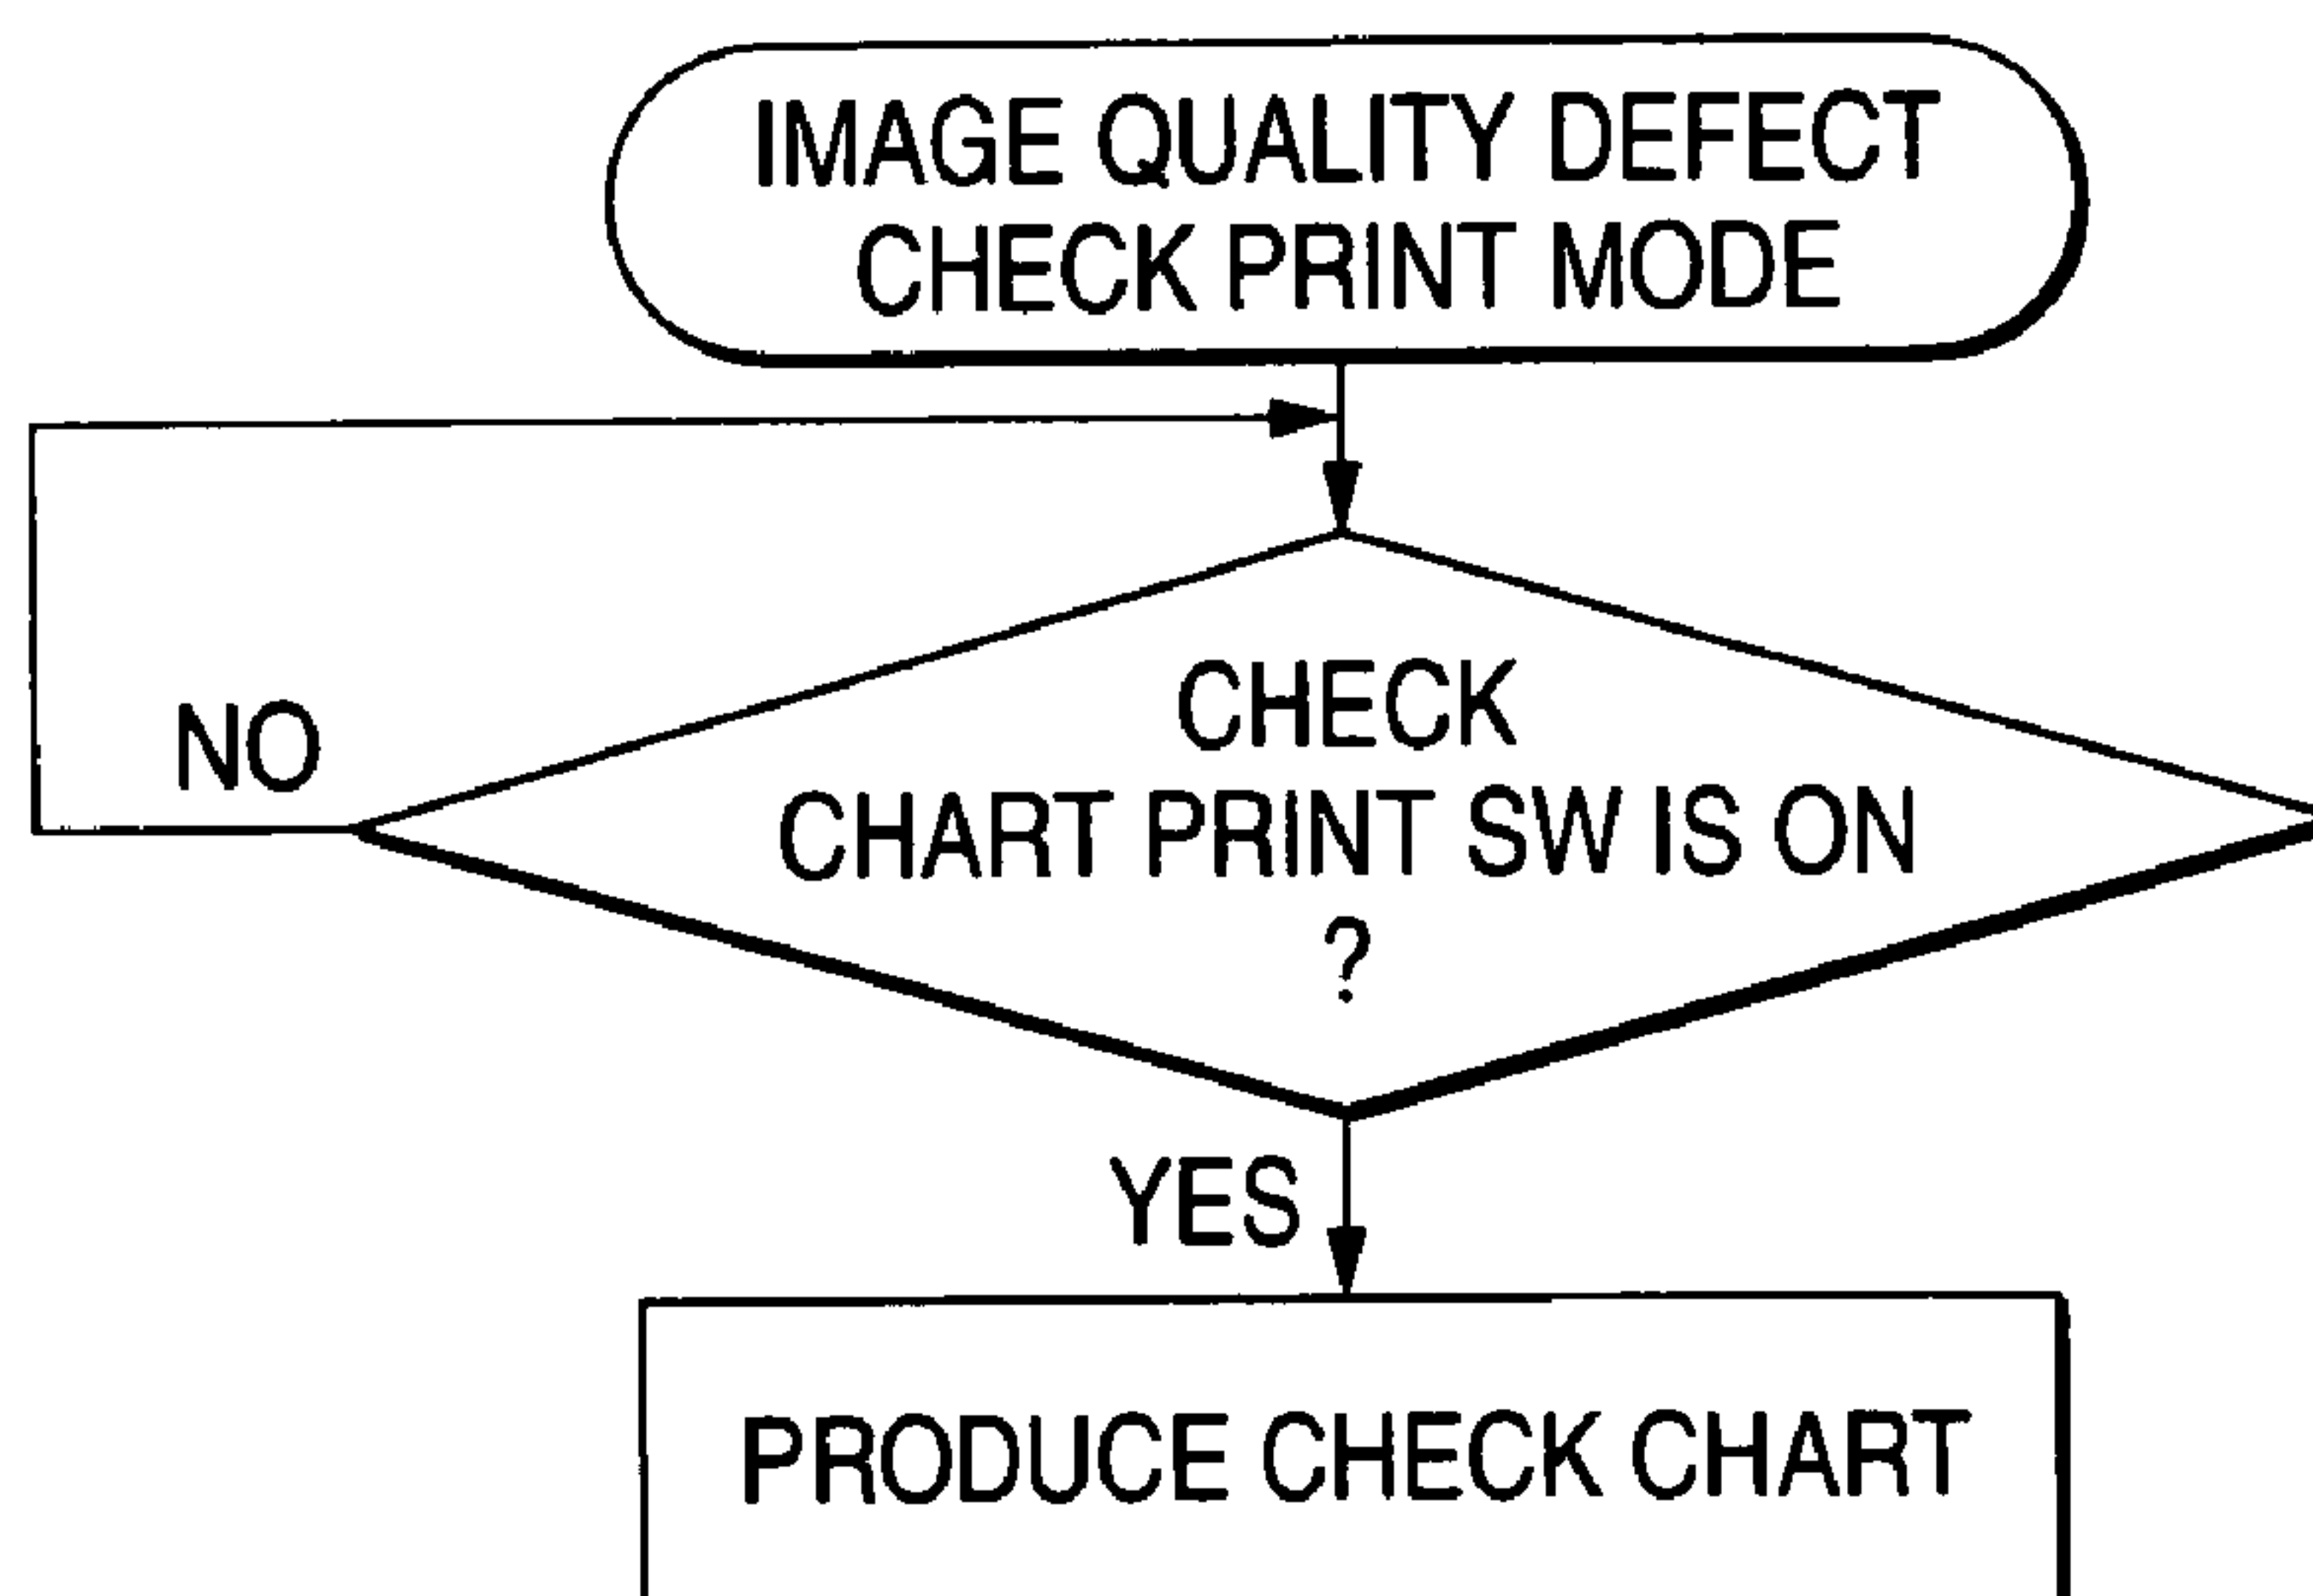 IMAGE QUALITY DEFECT
CHECK PRINT MODE
CHECK
CHART PRINT SW IS ON
?
NO
YES
PRODUCE CHECK CHART